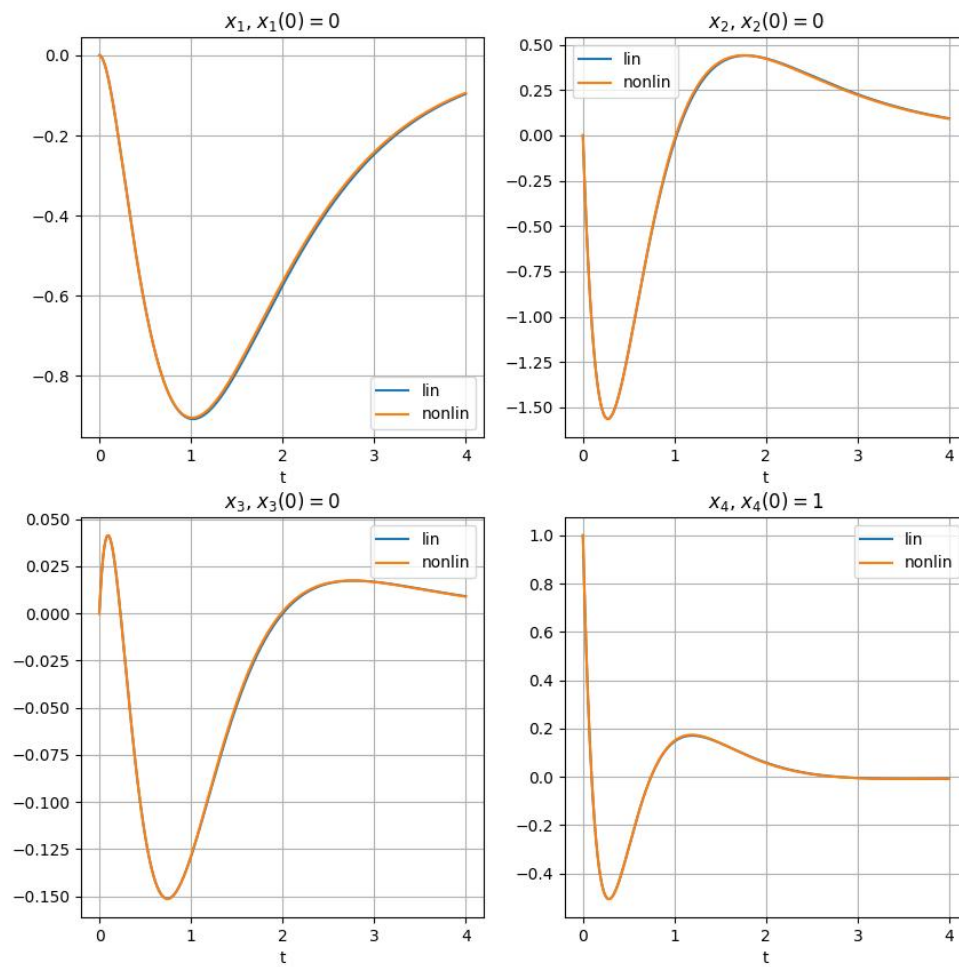 x₁, x₁(0) = 0
0.0
−0.2
−0.4
−0.6
−0.8
lin
nonlin
0 1 2 3 4
t
x₂, x₂(0) = 0
0.50
0.25
0.00
−0.25
−0.50
−0.75
−1.00
−1.25
−1.50
lin
nonlin
0 1 2 3 4
t
x₃, x₃(0) = 0
0.050
0.025
0.000
−0.025
−0.050
−0.075
−0.100
−0.125
−0.150
lin
nonlin
0 1 2 3 4
t
x₄, x₄(0) = 1
1.0
0.8
0.6
0.4
0.2
0.0
−0.2
−0.4
lin
nonlin
0 1 2 3 4
t